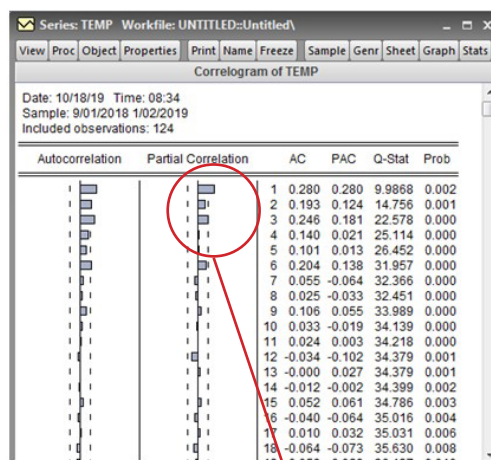 Series: TEMP Workfile: UNTITLED::Untitled\
View Proc Object Properties Print Name Freeze Sample Genr Sheet Graph Stats
Correlogram of TEMP
Date: 10/18/19 Time: 08:34
Sample: 9/01/2018 1/02/2019
Included observations: 124
Autocorrelation Partial Correlation AC PAC Q-Stat Prob
1 0.280 0.280 9.9868 0.002
2 0.193 0.124 14.756 0.001
3 0.246 0.181 22.578 0.000
4 0.140 0.021 25.114 0.000
5 0.101 0.013 26.452 0.000
6 0.204 0.138 31.957 0.000
7 0.055 -0.064 32.366 0.000
8 0.025 -0.033 32.451 0.000
9 0.106 0.055 33.989 0.000
10 0.033 -0.019 34.139 0.000
11 0.024 0.003 34.218 0.000
12 -0.034 -0.102 34.379 0.001
13 -0.000 0.027 34.379 0.001
14 -0.012 -0.002 34.399 0.002
15 0.052 0.061 34.786 0.003
16 -0.040 -0.064 35.016 0.004
17 0.010 0.032 35.031 0.006
18 -0.064 -0.073 35.630 0.008